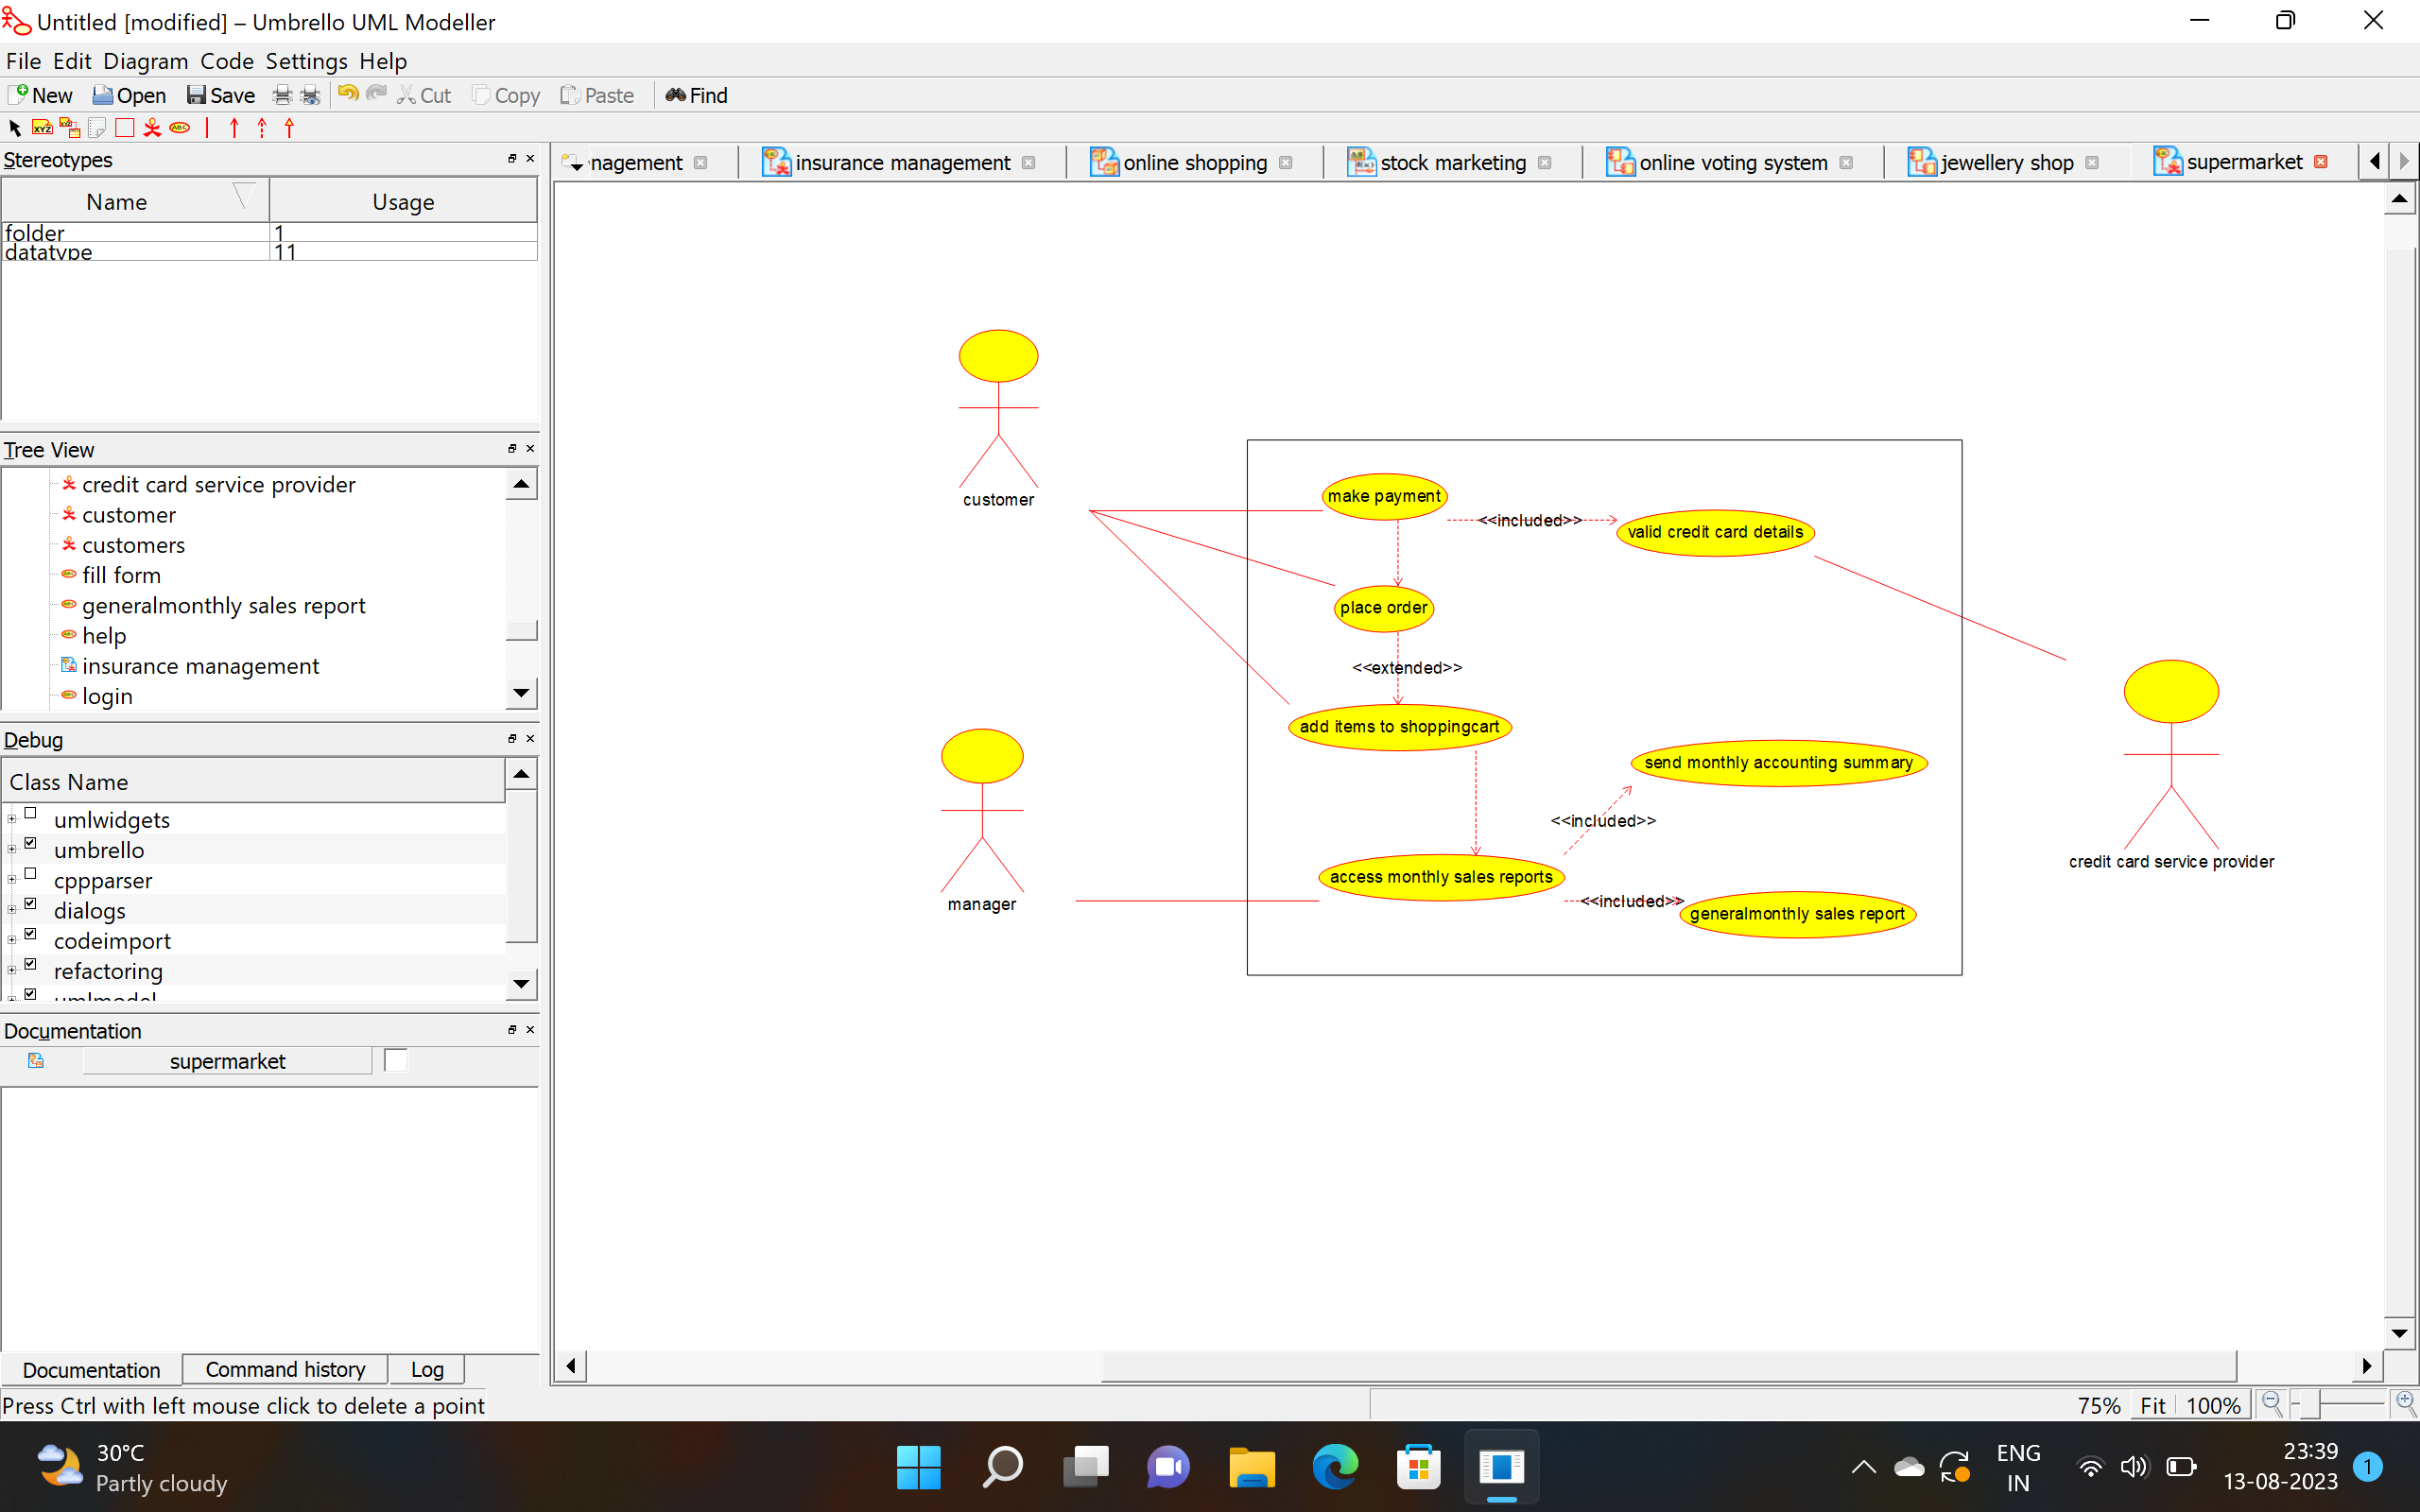 Untitled [modified] – Umbrello UML Modeller
File Edit Diagram Code Settings Help
New Open Save Cut Copy Paste Find
Stereotypes
Name Usage
folder 1
datatype 11
Tree View
credit card service provider
customer
customers
fill form
generalmonthly sales report
help
insurance management
login
Debug
Class Name
umlwidgets
umbrello
cppparser
dialogs
codeimport
refactoring
umlmodel
Documentation
supermarket
Documentation Command history Log
Press Ctrl with left mouse click to delete a point
nagement insurance management online shopping stock marketing online voting system jewellery shop supermarket
customer
make payment
<<included>>
valid credit card details
place order
<<extended>>
add items to shoppingcart
send monthly accounting summary
<<included>>
access monthly sales reports
<<included>>
generalmonthly sales report
manager
credit card service provider
75% Fit 100%
30°C
Partly cloudy
ENG
IN
23:39
13-08-2023
1